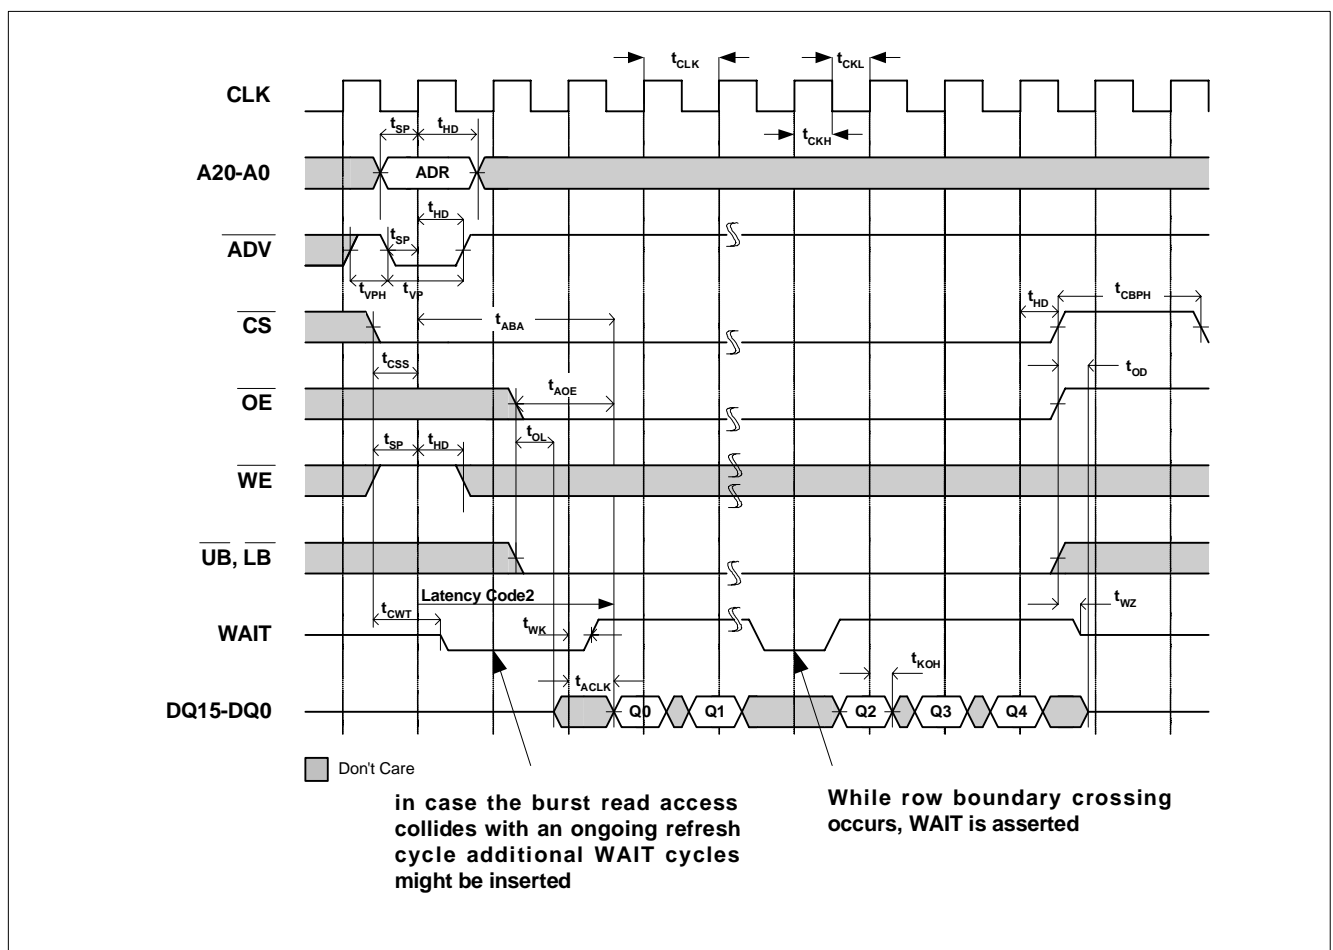 tCLK
tCKL
CLK
tSP
tHD
tCKH
A20-A0
ADR
tHD
ADV
tSP
tVPH
tVP
tHD
tCBPH
CS
tABA
tCSS
tOD
OE
tAOE
tOL
tSP
tHD
WE
UB, LB
Latency Code2
tCWT
tWZ
WAIT
tWK
tKOH
tACLK
DQ15-DQ0
Q0
Q1
Q2
Q3
Q4
Don't Care
in case the burst read access
collides with an ongoing refresh
cycle additional WAIT cycles
might be inserted
While row boundary crossing
occurs, WAIT is asserted